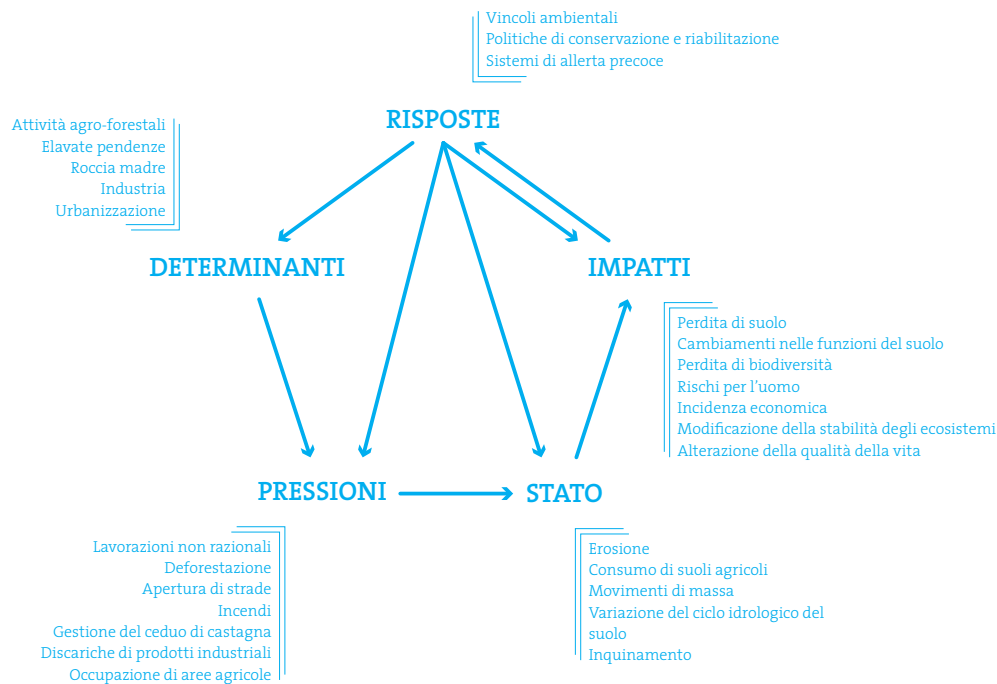 Vincoli ambientali
Politiche di conservazione e riabilitazione
Sistemi di allerta precoce
RISPOSTE
Attività agro-forestali
Elavate pendenze
Roccia madre
Industria
Urbanizzazione
DETERMINANTI
IMPATTI
Perdita di suolo
Cambiamenti nelle funzioni del suolo
Perdita di biodiversità
Rischi per l'uomo
Incidenza economica
Modificazione della stabilità degli ecosistemi
Alterazione della qualità della vita
PRESSIONI
STATO
Lavorazioni non razionali
Deforestazione
Apertura di strade
Incendi
Gestione del ceduo di castagna
Discariche di prodotti industriali
Occupazione di aree agricole
Erosione
Consumo di suoli agricoli
Movimenti di massa
Variazione del ciclo idrologico del
suolo
Inquinamento